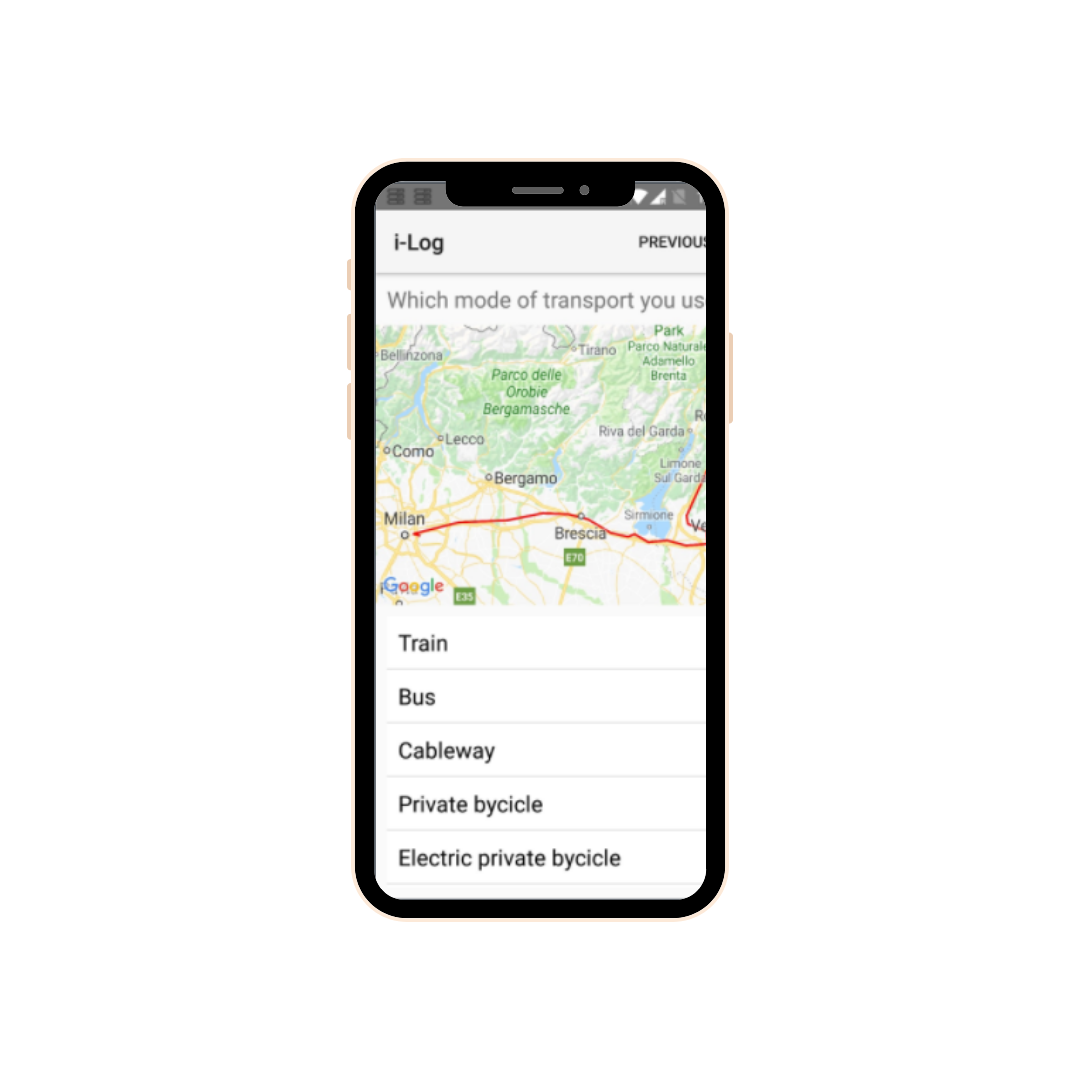 i-Log PREVIOUS
Which mode of transport you us
Park
Bellinzona
Tirano
Parco Naturale
Adamello
Brenta
Parco delle
Orobie
Bergamasche
Riva del Garda
Lecco
Como
Limone
Sul Garda
Bergamo
Milan
Sirmione
Brescia
E70
Google
E35
Train
Bus
Cableway
Private bycicle
Electric private bycicle